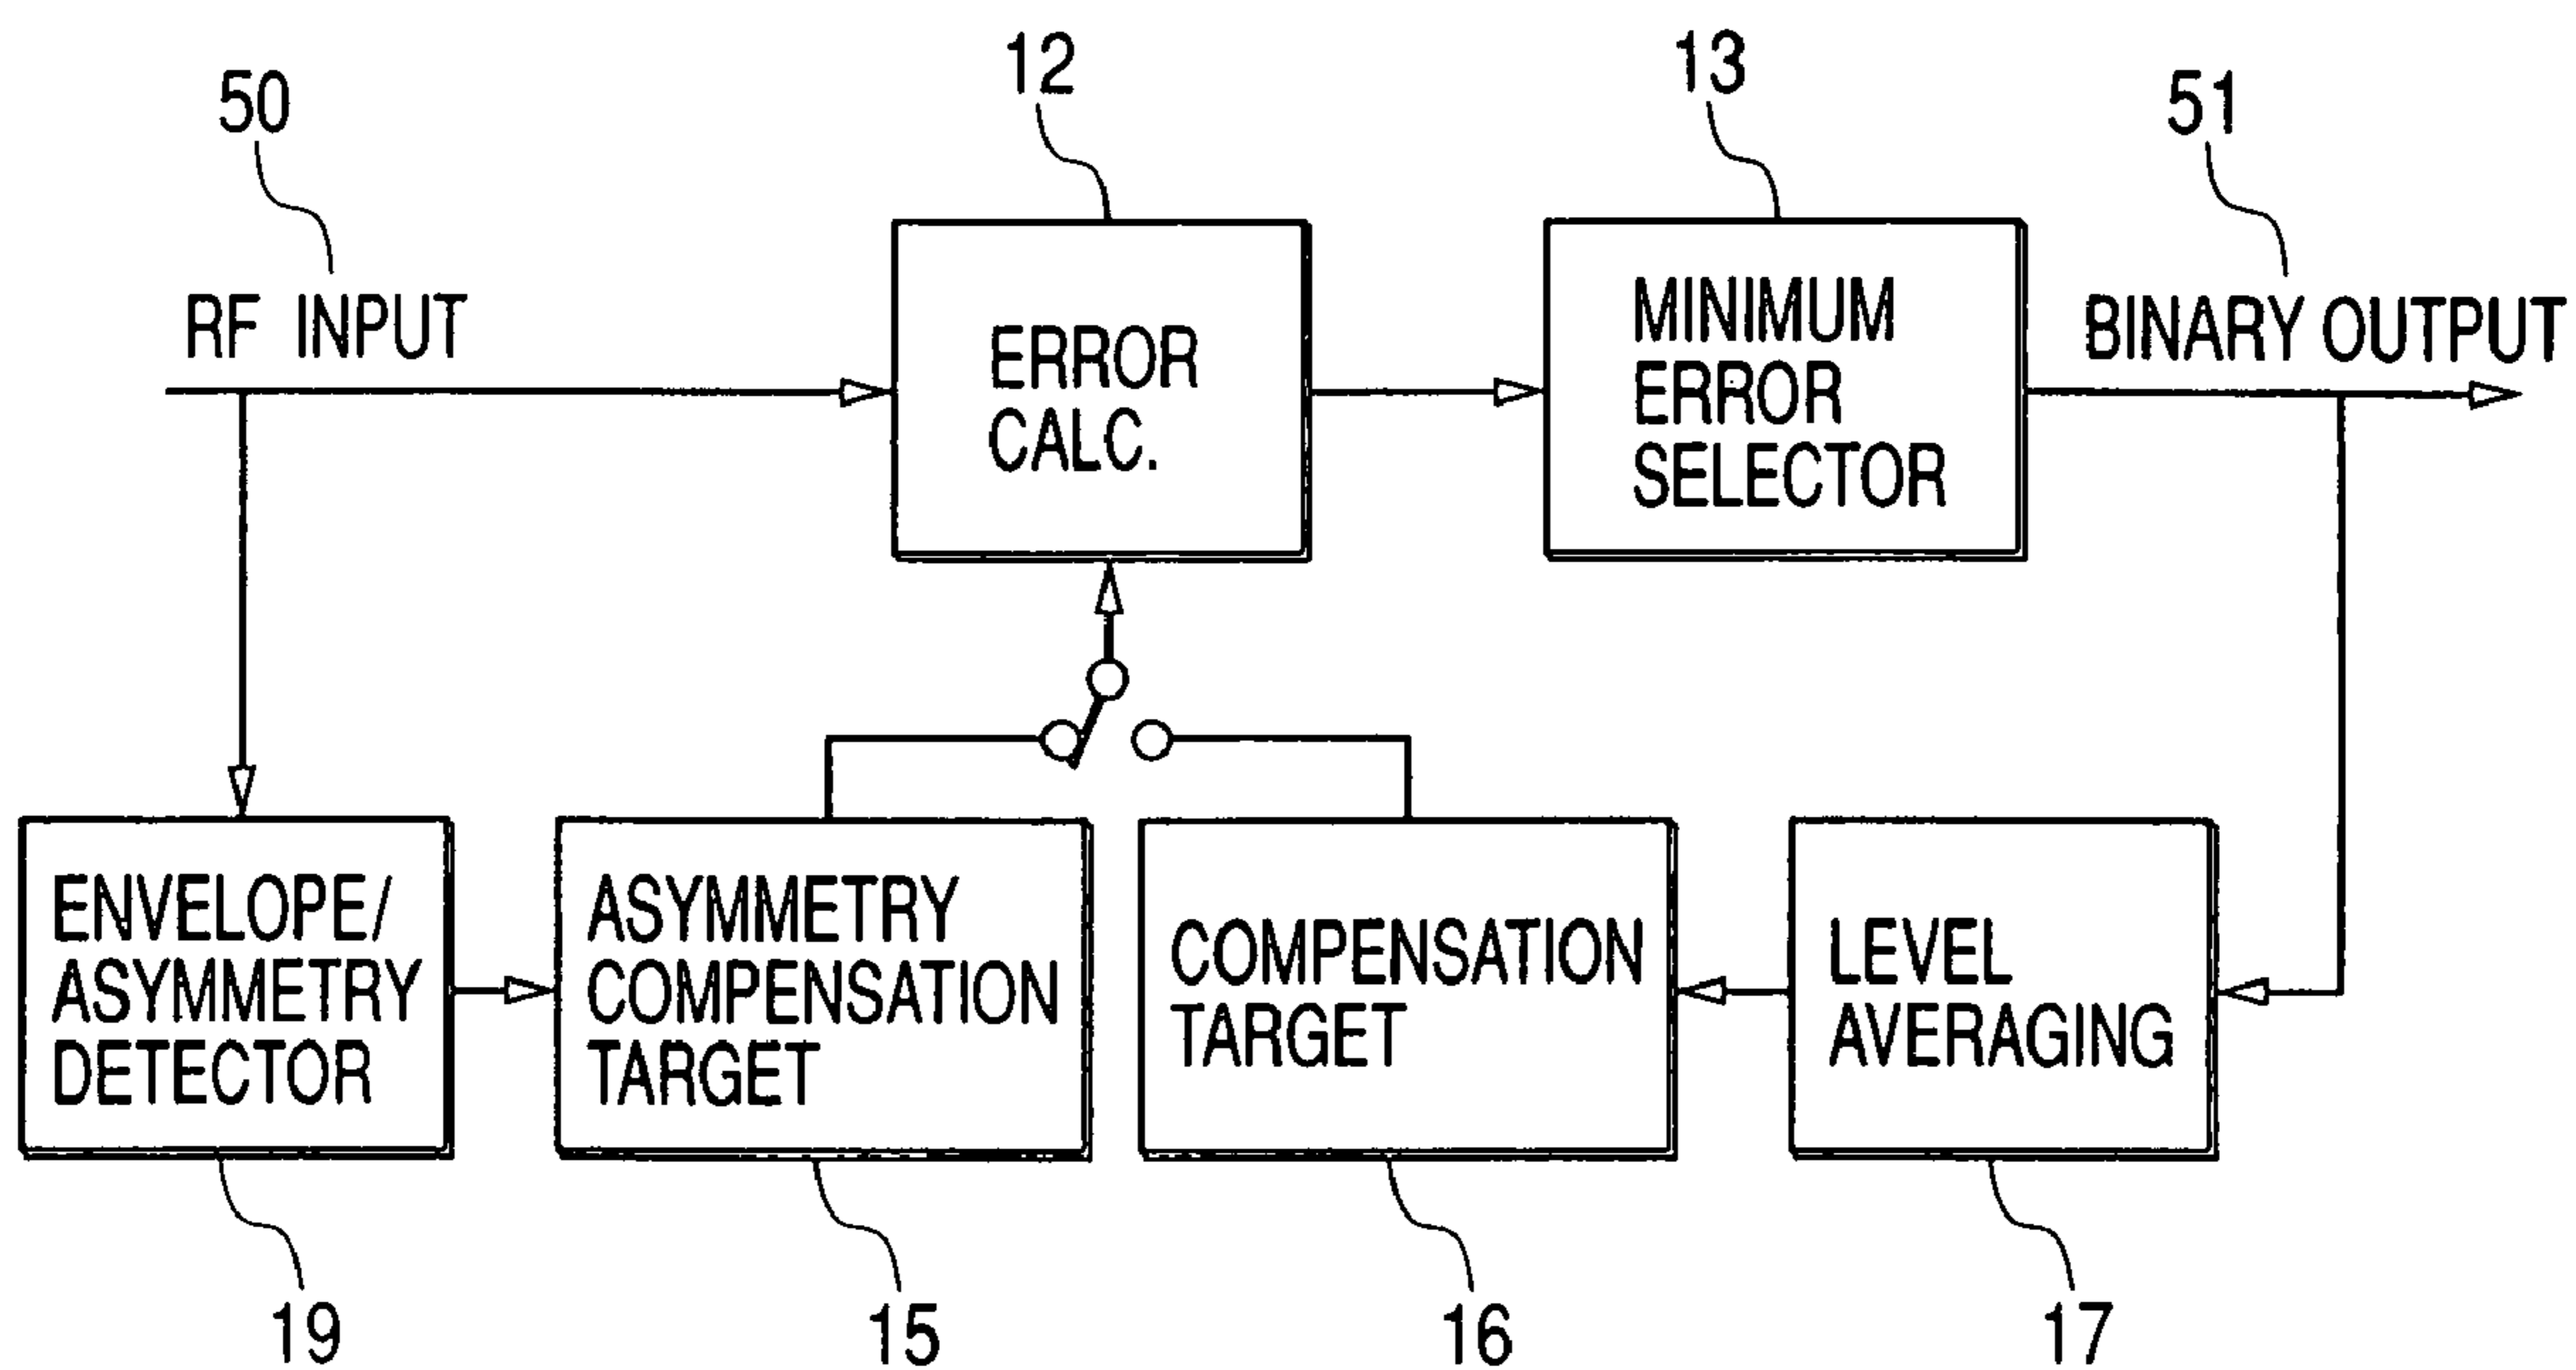 50
12
13
51
RF INPUT
ERROR
CALC.
MINIMUM
ERROR
SELECTOR
BINARY OUTPUT
ENVELOPE/
ASYMMETRY
DETECTOR
ASYMMETRY
COMPENSATION
TARGET
COMPENSATION
TARGET
LEVEL
AVERAGING
19
15
16
17